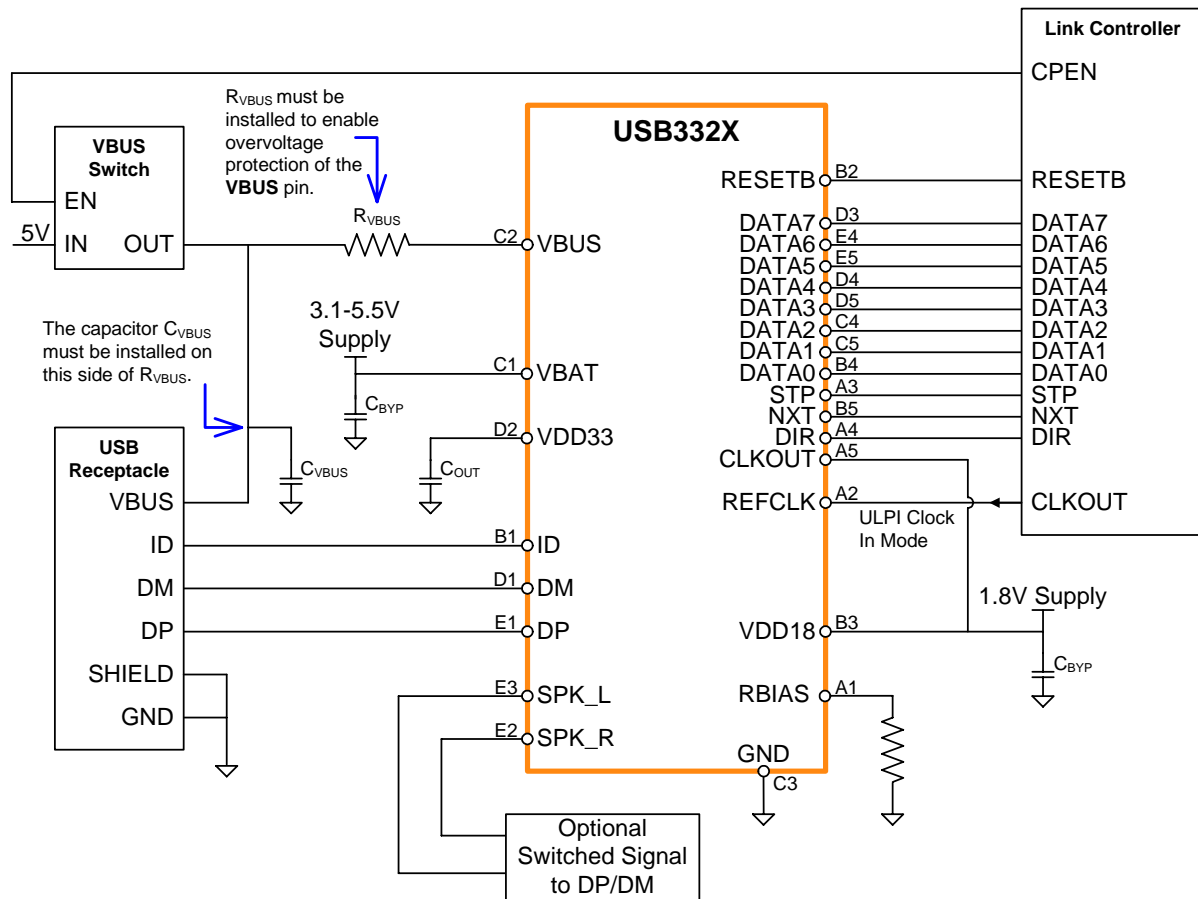 Link Controller
CPEN
RESETB
DATA7
DATA6
DATA5
DATA4
DATA3
DATA2
DATA1
DATA0
STP
NXT
DIR
CLKOUT
VBUS
Switch
EN
5V
IN
OUT
RVBUS must be
installed to enable
overvoltage
protection of the
VBUS pin.
RVBUS
The capacitor CVBUS
must be installed on
this side of RVBUS.
3.1-5.5V
Supply
CBYP
COUT
CVBUS
USB
Receptacle
VBUS
ID
DM
DP
SHIELD
GND
USB332X
C2
VBUS
C1
VBAT
D2
VDD33
B1
ID
D1
DM
E1
DP
E3
SPK_L
E2
SPK_R
RESETB
B2
DATA7
D3
DATA6
E4
DATA5
E5
DATA4
D4
DATA3
D5
DATA2
C4
DATA1
C5
DATA0
B4
STP
A3
NXT
B5
DIR
A4
CLKOUT
A5
REFCLK
A2
ULPI Clock
In Mode
VDD18
B3
1.8V Supply
CBYP
RBIAS
A1
GND
C3
Optional
Switched Signal
to DP/DM